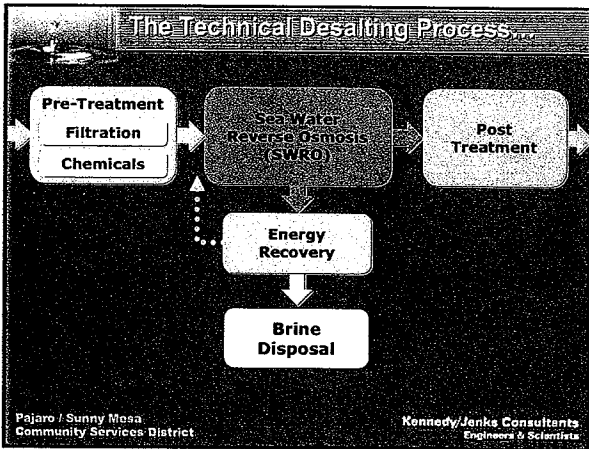 The Technical Desalting Process...
Pre-Treatment
Filtration
Chemicals
Sea Water
Reverse Osmosis
(SWRO)
Post
Treatment
Energy
Recovery
Brine
Disposal
Pajaro / Sunny Mesa
Community Services District
Kennedy/Jenks Consultants
Engineers & Scientists